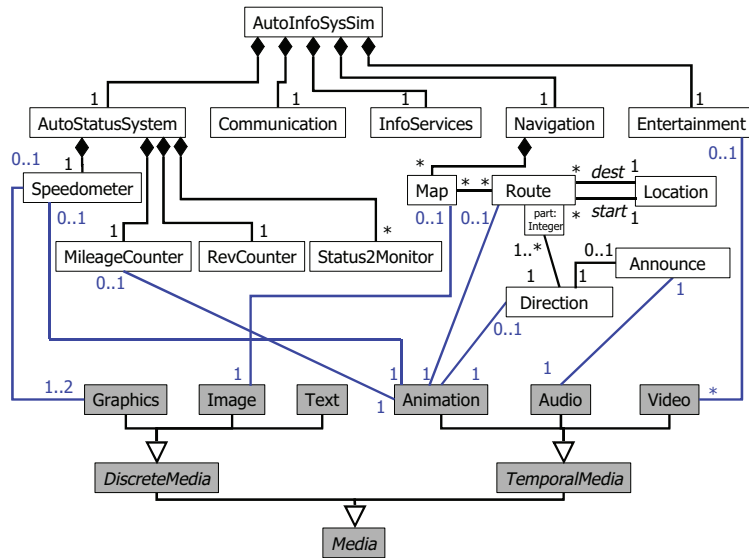 AutoInfoSysSim
1 1 1 1 1
AutoStatusSystem Communication InfoServices Navigation Entertainment
0..1 1 * * dest 1 0..1
Speedometer Map * * Route Location
0..1 0..1 0..1 * start 1
part:
Integer
1 1 *
MileageCounter RevCounter Status2Monitor
1..* 0..1 Announce
0..1 1 1 1
Direction
0..1
1..2 1 1 1 1 1 *
Graphics Image Text 1 Animation Audio Video
DiscreteMedia TemporalMedia
Media